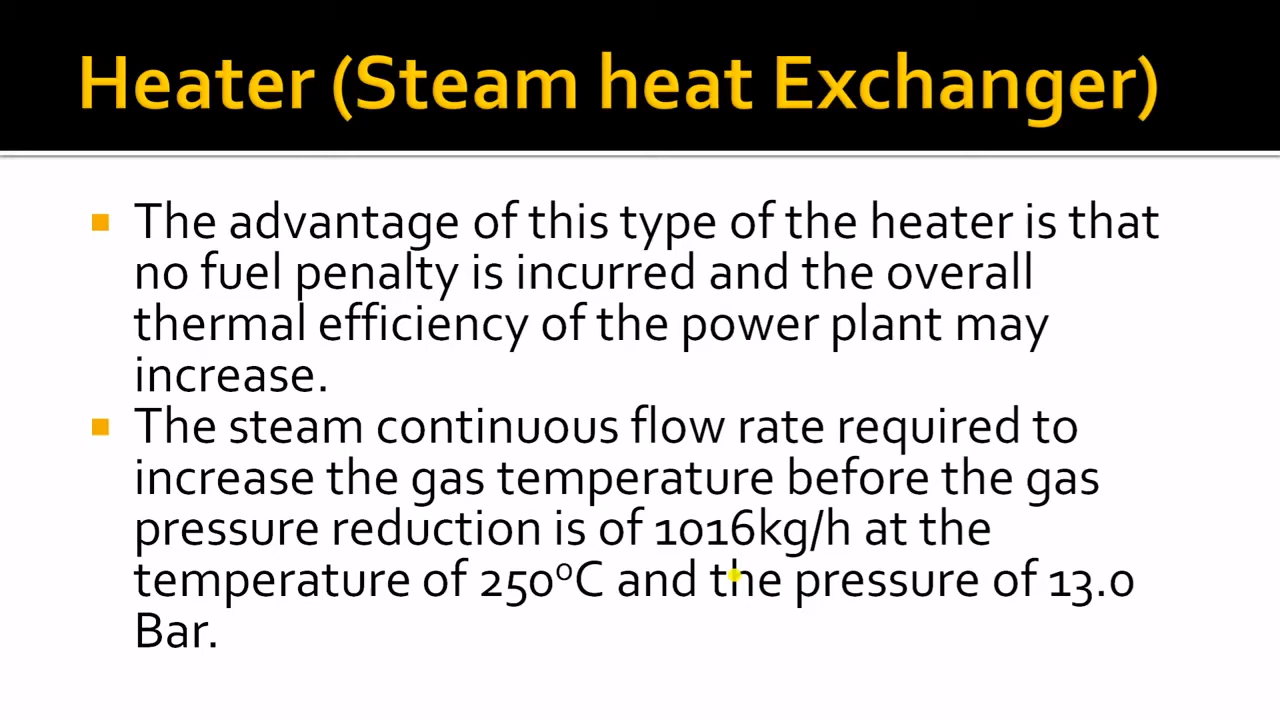 Heater (Steam heat Exchanger)
The advantage of this type of the heater is that
no fuel penalty is incurred and the overall
thermal efficiency of the power plant may
increase.
The steam continuous flow rate required to
increase the gas temperature before the gas
pressure reduction is of 1016kg/h at the
temperature of 250⁰C and the pressure of 13.0
Bar.